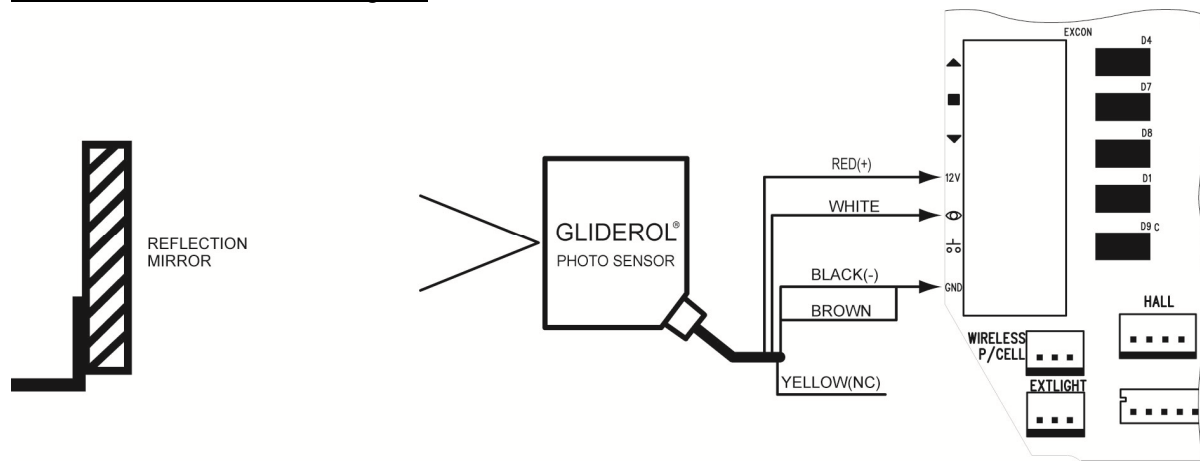 REFLECTION
MIRROR
GLIDEROL®
PHOTO SENSOR
RED(+)
WHITE
BLACK(-)
BROWN
YELLOW(NC)
EXCON
12V
GND
D4
D7
D8
D1
D9 C
HALL
WIRELESS
P/CELL
EXTLIGHT